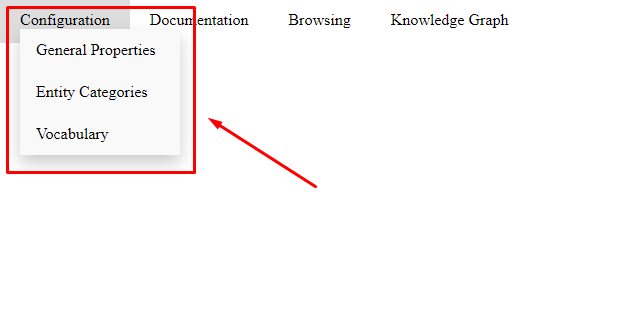 Configuration Documentation Browsing Knowledge Graph
General Properties
Entity Categories
Vocabulary